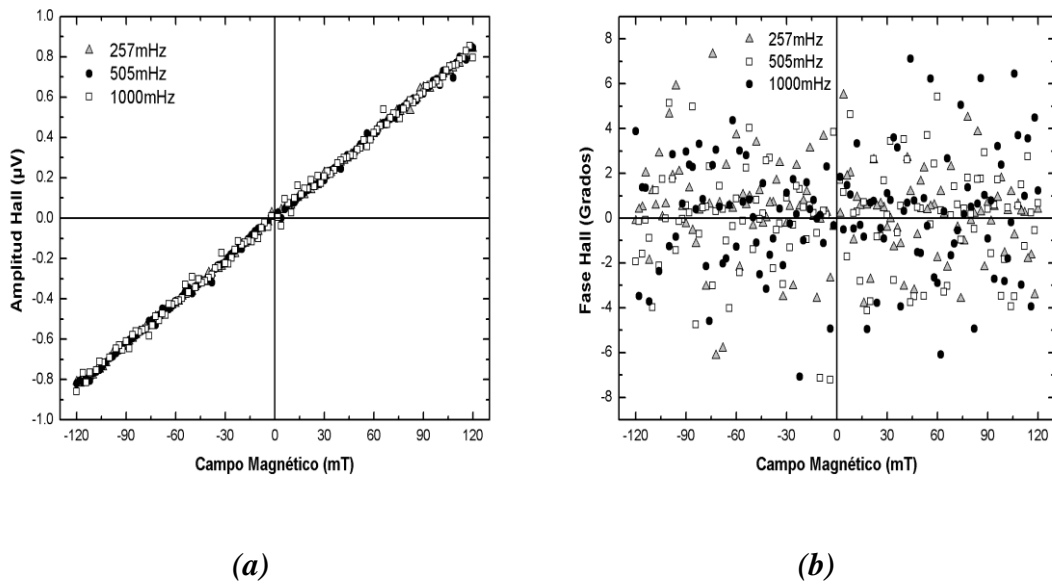 1.0
0.8
0.6
0.4
0.2
0.0
-0.2
-0.4
-0.6
-0.8
-1.0
Amplitud Hall (µV)
257mHz
505mHz
1000mHz
-120 -90 -60 -30 0 30 60 90 120
Campo Magnético (mT)
(a)
8
6
4
2
0
-2
-4
-6
-8
Fase Hall (Grados)
257mHz
505mHz
1000mHz
-120 -90 -60 -30 0 30 60 90 120
Campo Magnético (mT)
(b)